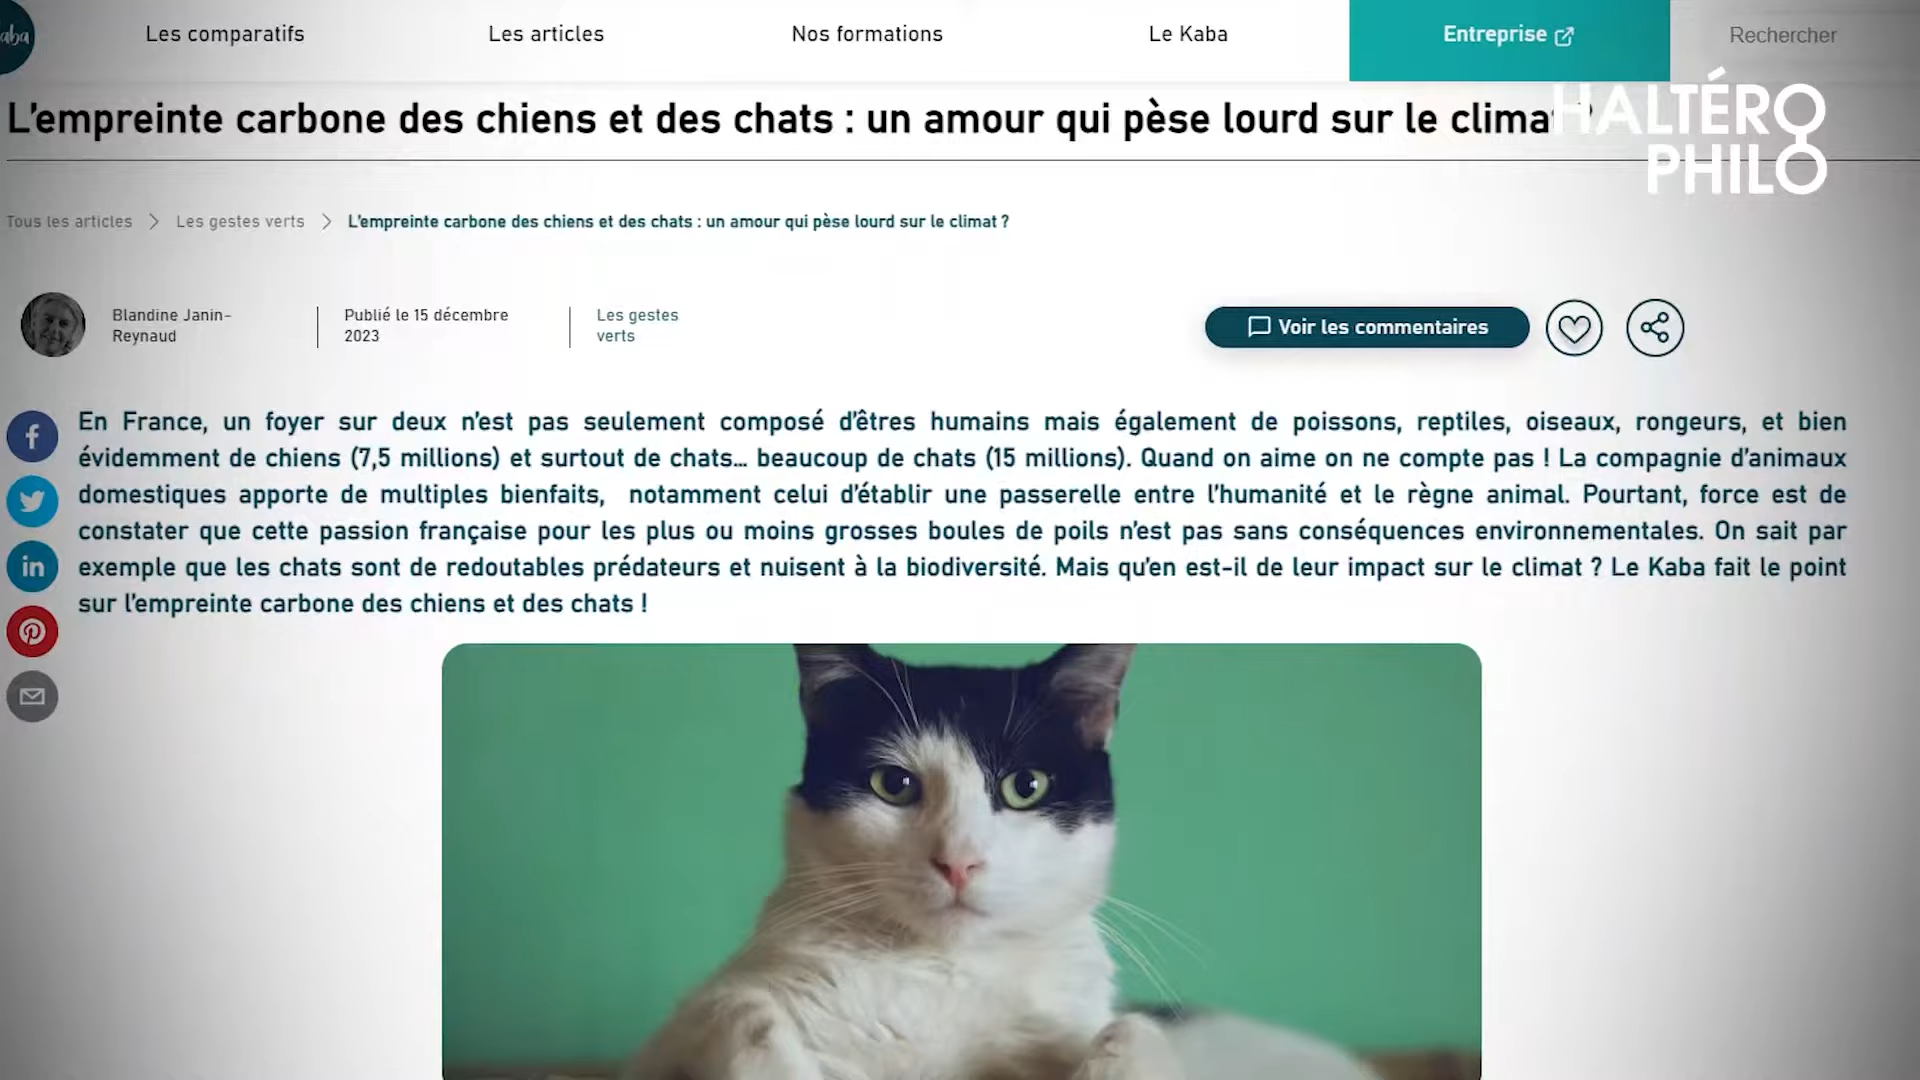 aba
Les comparatifs
Les articles
Nos formations
Le Kaba
Entreprise
Rechercher
L'empreinte carbone des chiens et des chats : un amour qui pèse lourd sur le climat ?
HALTÉRO
PHILO
Tous les articles > Les gestes verts > L'empreinte carbone des chiens et des chats : un amour qui pèse lourd sur le climat ?
Blandine Janin-
Reynaud
Publié le 15 décembre
2023
Les gestes
verts
Voir les commentaires
En France, un foyer sur deux n'est pas seulement composé d'êtres humains mais également de poissons, reptiles, oiseaux, rongeurs, et bien
évidemment de chiens (7,5 millions) et surtout de chats… beaucoup de chats (15 millions). Quand on aime on ne compte pas ! La compagnie d'animaux
domestiques apporte de multiples bienfaits, notamment celui d'établir une passerelle entre l'humanité et le règne animal. Pourtant, force est de
constater que cette passion française pour les plus ou moins grosses boules de poils n'est pas sans conséquences environnementales. On sait par
exemple que les chats sont de redoutables prédateurs et nuisent à la biodiversité. Mais qu'en est-il de leur impact sur le climat ? Le Kaba fait le point
sur l'empreinte carbone des chiens et des chats !